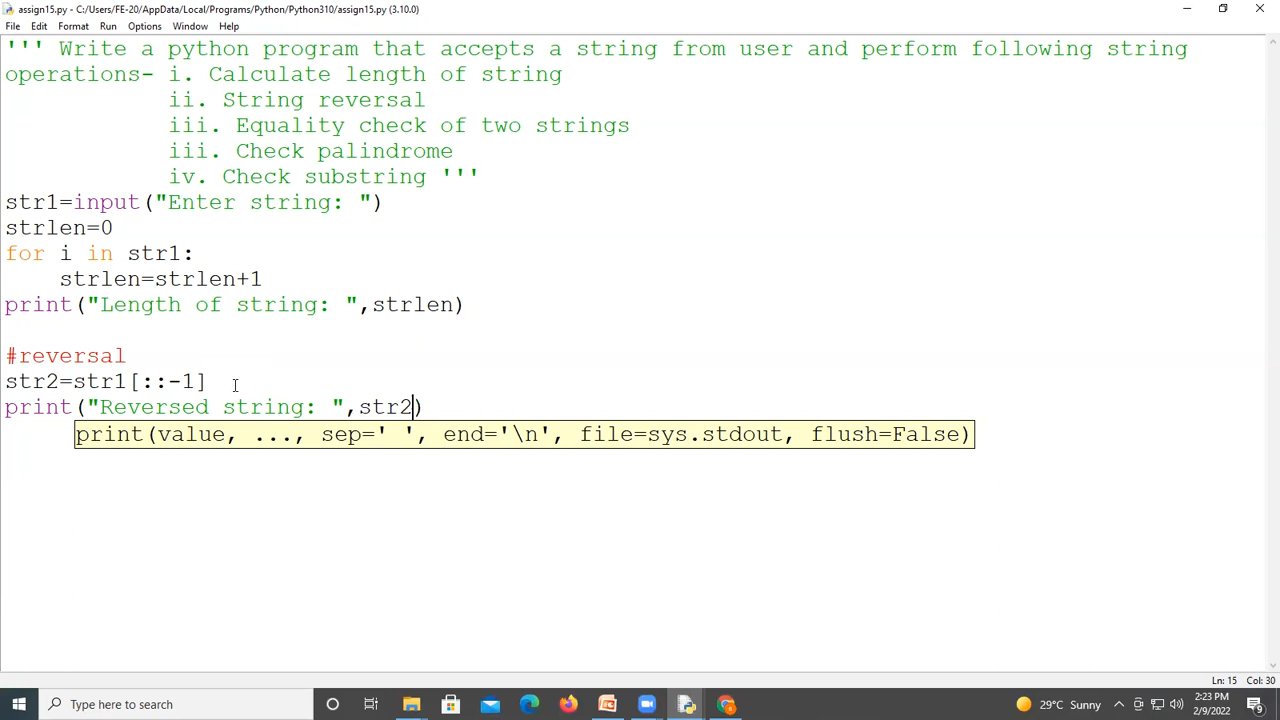 assign15.py - C:/Users/FE-20/AppData/Local/Programs/Python/Python310/assign15.py (3.10.0)
File Edit Format Run Options Window Help
''' Write a python program that accepts a string from user and perform following string
operations- i. Calculate length of string
ii. String reversal
iii. Equality check of two strings
iii. Check palindrome
iv. Check substring '''
str1=input("Enter string: ")
strlen=0
for i in str1:
strlen=strlen+1
print("Length of string: ",strlen)
#reversal
str2=str1[::-1]
print("Reversed string: ",str2)
print(value, ..., sep=' ', end='\n', file=sys.stdout, flush=False)
Ln: 15 Col: 30
Type here to search
29°C Sunny
2:23 PM
2/9/2022
9